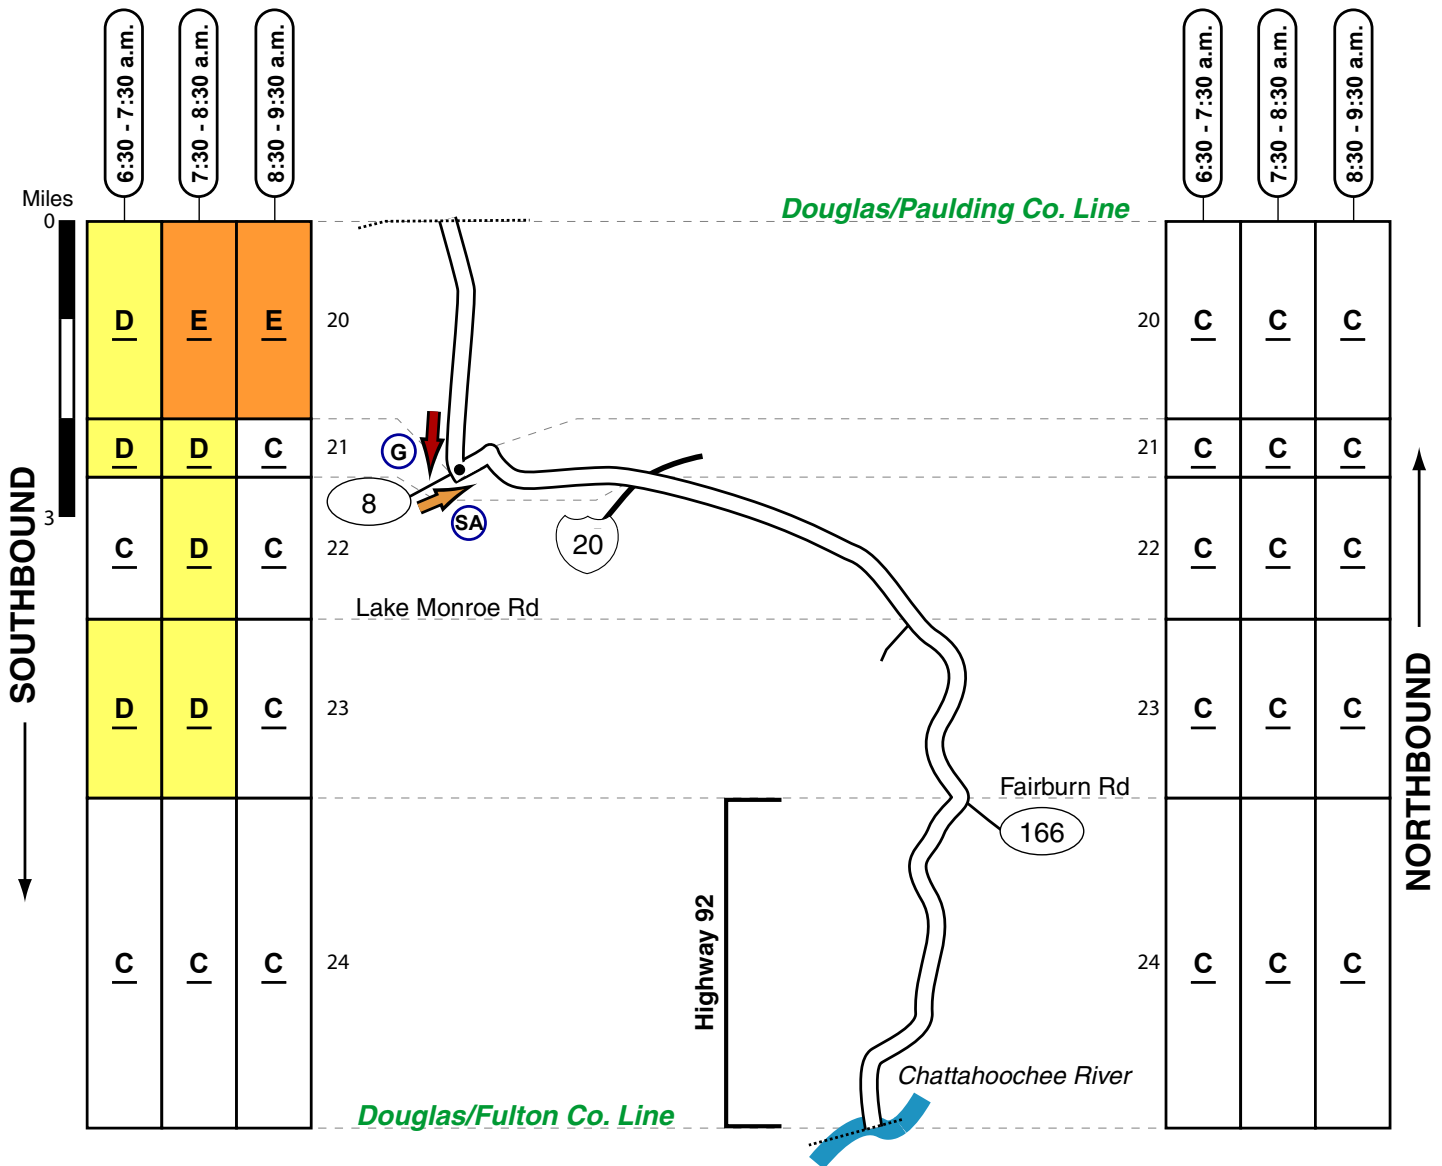 6:30 - 7:30 a.m.
7:30 - 8:30 a.m.
8:30 - 9:30 a.m.
6:30 - 7:30 a.m.
7:30 - 8:30 a.m.
8:30 - 9:30 a.m.
Miles
Douglas/Paulding Co. Line
0
D E E 20
20 C C C
D D C 21
G
21 C C C
8
SA
3
20
C D C 22
22 C C C
Lake Monroe Rd
SOUTHBOUND
NORTHBOUND
D D C 23
23 C C C
Fairburn Rd
166
Highway 92
C C C 24
24 C C C
Chattahoochee River
Douglas/Fulton Co. Line